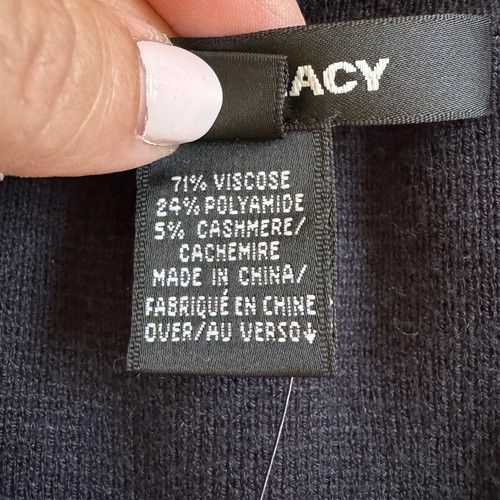 ACY
71% VISCOSE
24% POLYAMIDE
5% CASHMERE/
CACHEMIRE
MADE IN CHINA/
FABRIQUÉ EN CHINE
OVER/AU VERSO↓